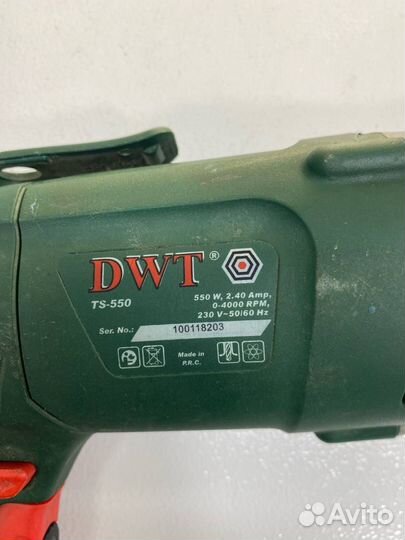 DWT®
TS-550
550 W, 2.40 Amp,
0-4000 RPM,
230 V~50/60 Hz
Ser. No.: 100118203
Made in
P.R.C.
Avito